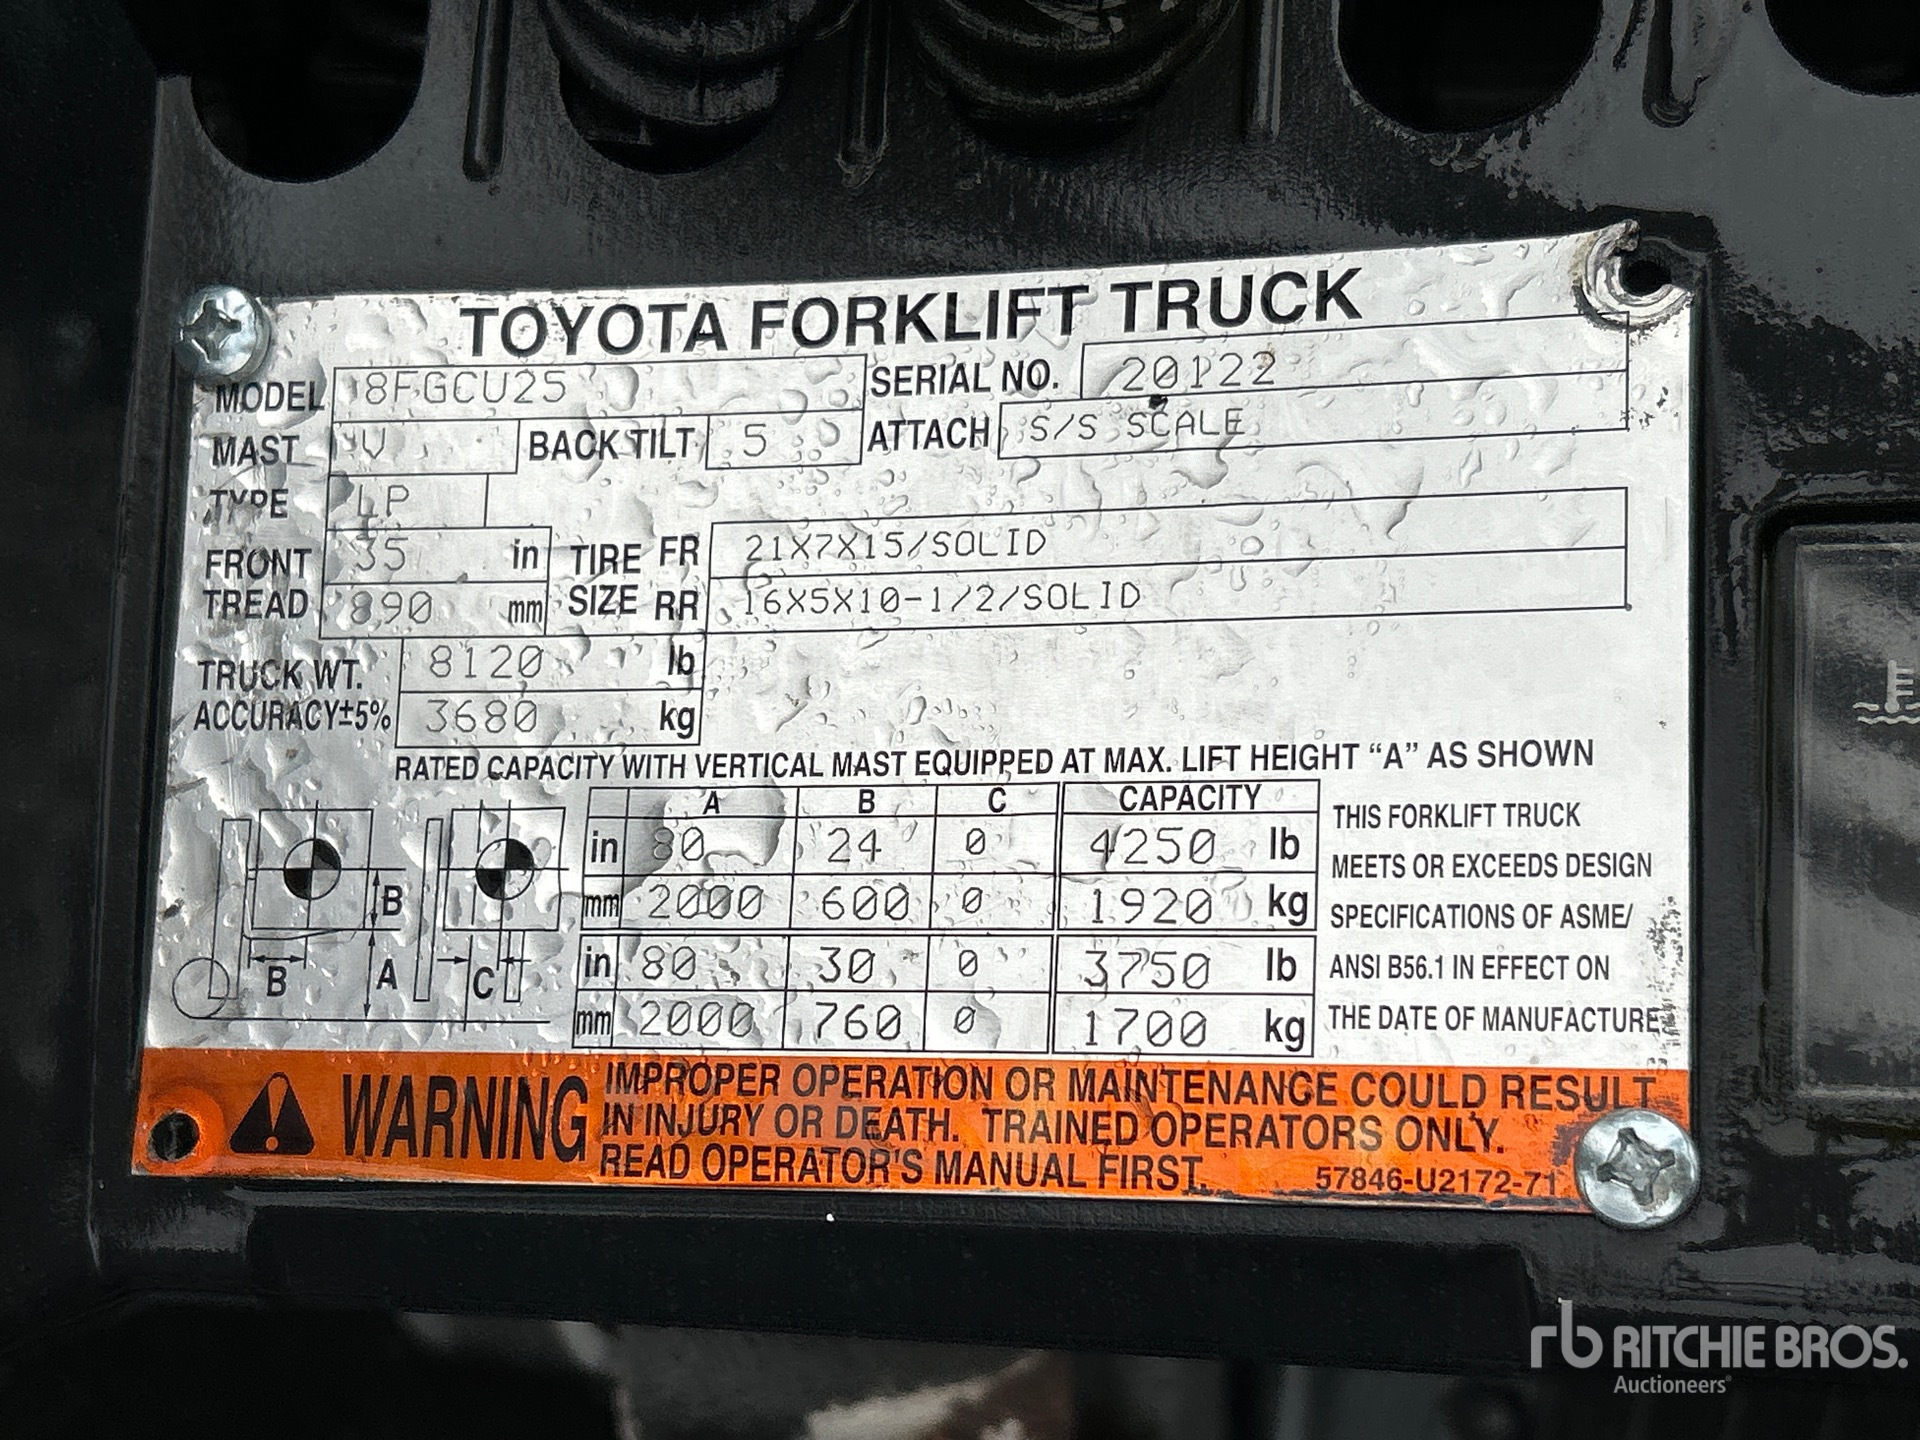 TOYOTA FORKLIFT TRUCK
MODEL 8FGCU25 SERIAL NO. 20122
MAST V BACK TILT 5 ATTACH S/S SCALE
TYPE LP
FRONT TREAD 35 in 890 mm
TIRE SIZE FR 21X7X15/SOLID
RR 16X5X10-1/2/SOLID
TRUCK WT. 8120 lb
ACCURACY±5% 3680 kg
RATED CAPACITY WITH VERTICAL MAST EQUIPPED AT MAX. LIFT HEIGHT "A" AS SHOWN
A B C CAPACITY
in 80 24 0 4250 lb
mm 2000 600 0 1920 kg
in 80 30 0 3750 lb
mm 2000 760 0 1700 kg
B
B A C
THIS FORKLIFT TRUCK
MEETS OR EXCEEDS DESIGN
SPECIFICATIONS OF ASME/
ANSI B56.1 IN EFFECT ON
THE DATE OF MANUFACTURE
WARNING
IMPROPER OPERATION OR MAINTENANCE COULD RESULT
IN INJURY OR DEATH. TRAINED OPERATORS ONLY.
READ OPERATOR'S MANUAL FIRST.
57846-U2172-71
rb RITCHIE BROS.
Auctioneers